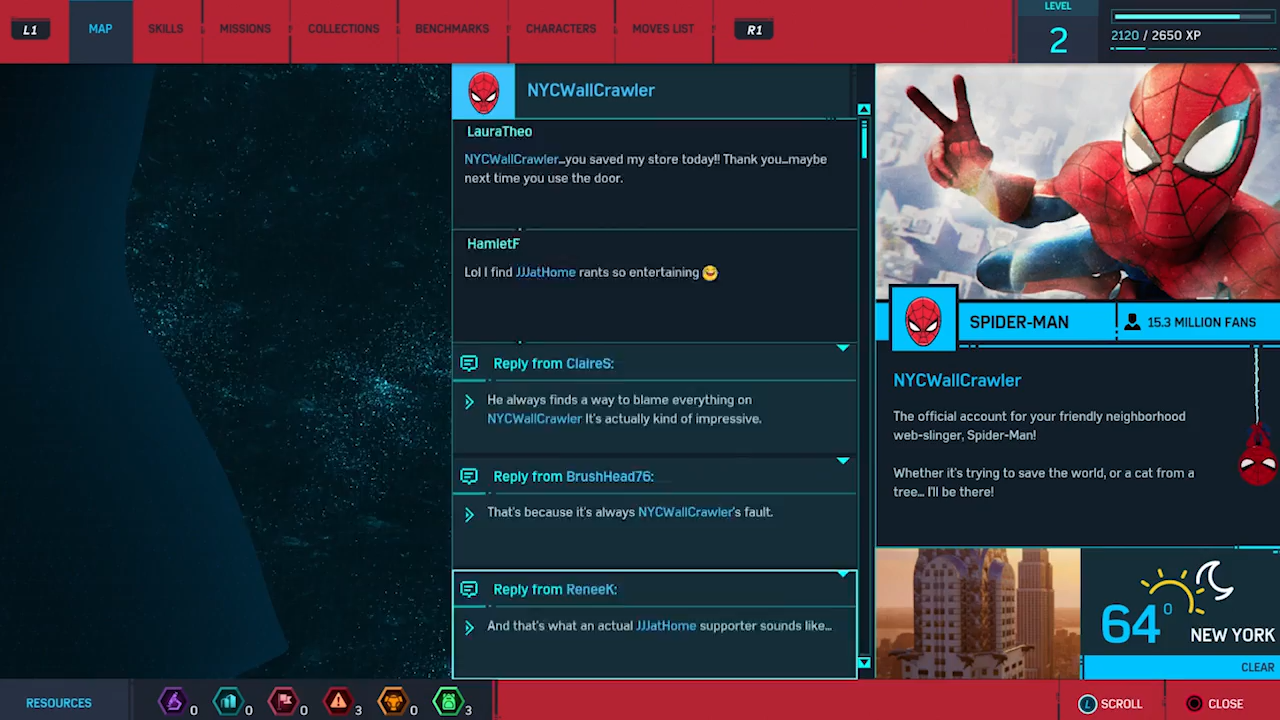 L1
MAP
SKILLS
MISSIONS
COLLECTIONS
BENCHMARKS
CHARACTERS
MOVES LIST
R1
LEVEL
2
2120 / 2650 XP
NYCWallCrawler
LauraTheo
NYCWallCrawler...you saved my store today!! Thank you...maybe
next time you use the door.
HamletF
Lol I find JJJatHome rants so entertaining 😂
Reply from ClaireS:
He always finds a way to blame everything on
NYCWallCrawler It's actually kind of impressive.
Reply from BrushHead76:
That's because it's always NYCWallCrawler's fault.
Reply from ReneeK:
And that's what an actual JJJatHome supporter sounds like...
SPIDER-MAN
15.3 MILLION FANS
NYCWallCrawler
The official account for your friendly neighborhood
web-slinger, Spider-Man!
Whether it's trying to save the world, or a cat from a
tree... I'll be there!
64°
NEW YORK
CLEAR
RESOURCES
0
0
0
3
0
3
L SCROLL
CLOSE